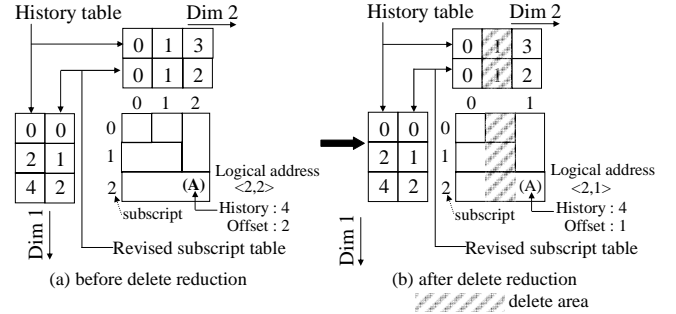 History table
Dim 2
0 1 3
0 1 2
0 1 2
0 0
2 1
4 2
0
1
2
(A)
Logical address
<2,2>
subscript
History : 4
Offset : 2
Dim 1
Revised subscript table
(a) before delete reduction
History table
Dim 2
0 1 3
0 1 2
0 1
0 0
2 1
4 2
0
1
2
(A)
Logical address
<2,1>
subscript
History : 4
Offset : 1
Dim 1
Revised subscript table
(b) after delete reduction
delete area